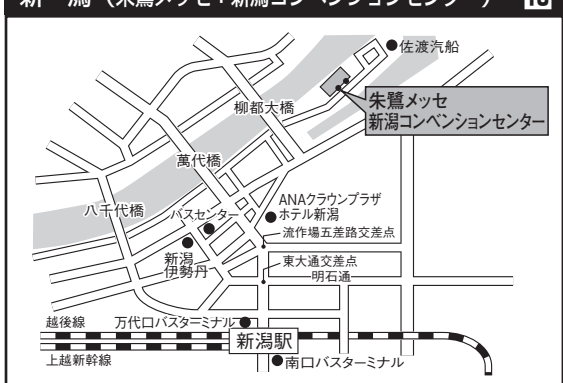 新 潟（朱鷺メッセ・新潟コンベンションセンター）
佐渡汽船
朱鷺メッセ
新潟コンベンションセンター
柳都大橋
萬代橋
八千代橋
バスセンター
ANAクラウンプラザ
ホテル新潟
流作場五差路交差点
新潟
伊勢丹
東大通交差点
明石通
越後線
万代口バスターミナル
新潟駅
上越新幹線
南口バスターミナル